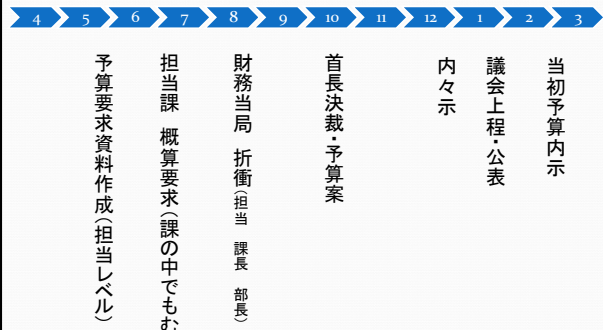 4 5 6 7 8 9 10 11 12 1 2 3
予算要求資料作成(担当レベル)
担当課 概算要求(課の中でもむ
財務当局 折衝(担当 課長 部長)
首長決裁・予算案
内々示
議会上程・公表
当初予算内示